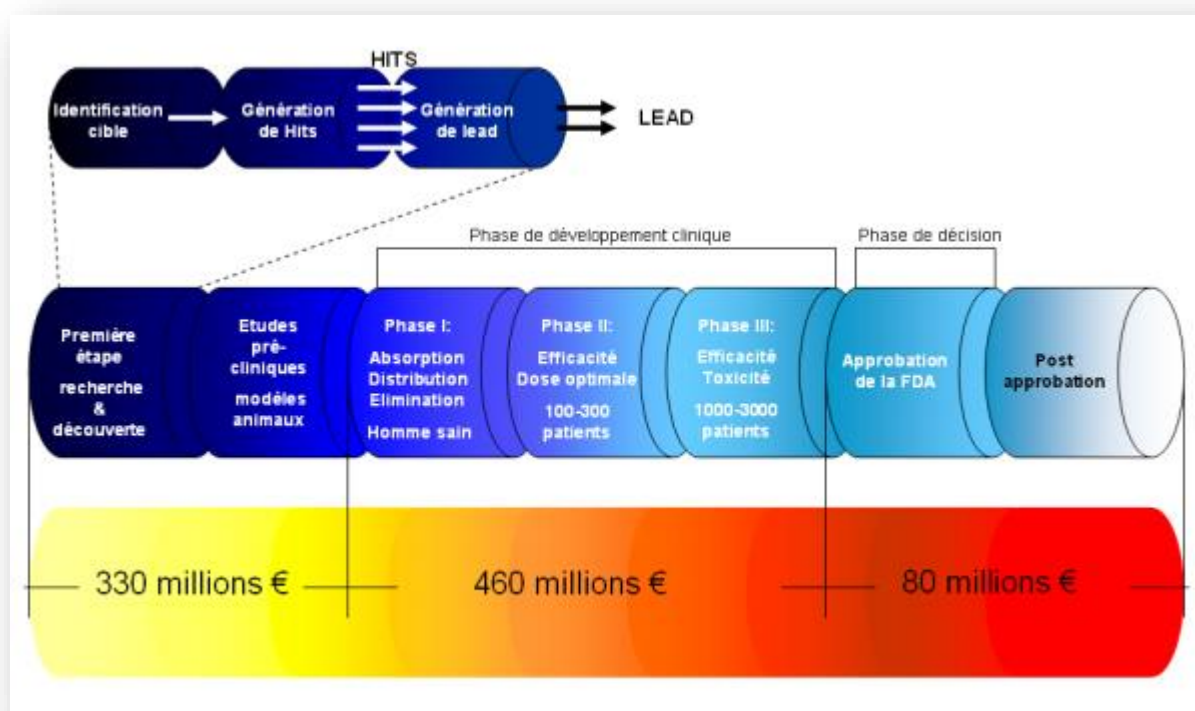 HITS
Identification
cible
Génération
de Hits
Génération
de lead
LEAD
Phase de développement clinique
Phase de décision
Première
étape
recherche
&
découverte
Etudes
pré-
cliniques
modèles
animaux
Phase I:
Absorption
Distribution
Elimination
Homme sain
Phase II:
Efficacité
Dose optimale
100-300
patients
Phase III:
Efficacité
Toxicité
1000-3000
patients
Approbation
de la FDA
Post
approbation
330 millions €
460 millions €
80 millions €